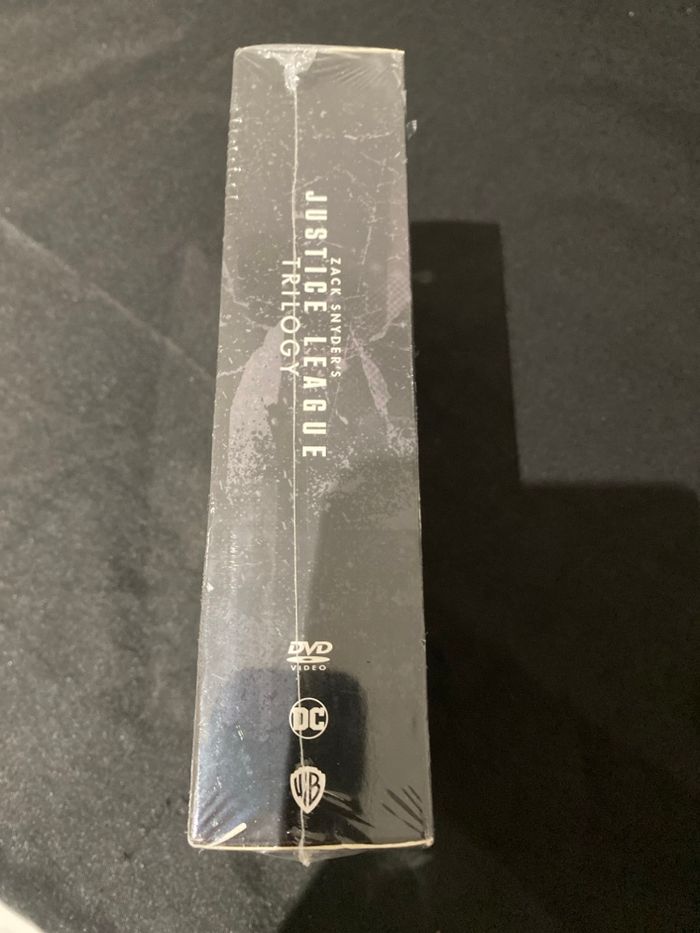 ZACK SNYDER'S
JUSTICE LEAGUE
TRILOGY
DVD
VIDEO
DC
WB